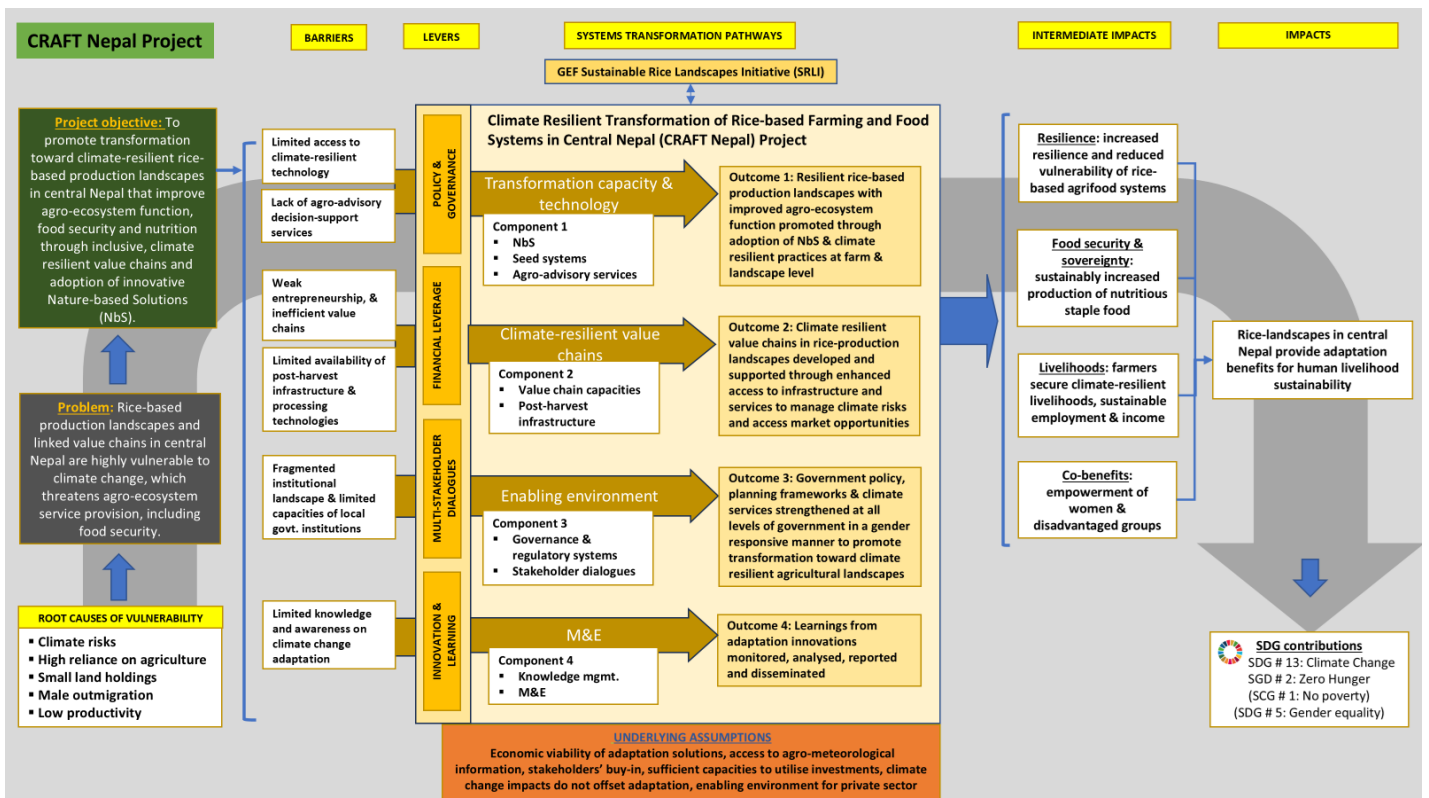 CRAFT Nepal Project
BARRIERS
LEVERS
SYSTEMS TRANSFORMATION PATHWAYS
INTERMEDIATE IMPACTS
IMPACTS
GEF Sustainable Rice Landscapes Initiative (SRLI)
Project objective: To
promote transformation
toward climate-resilient rice-
based production landscapes
in central Nepal that improve
agro-ecosystem function,
food security and nutrition
through inclusive, climate
resilient value chains and
adoption of innovative
Nature-based Solutions
(NbS).
Problem: Rice-based
production landscapes and
linked value chains in central
Nepal are highly vulnerable to
climate change, which
threatens agro-ecosystem
service provision, including
food security.
ROOT CAUSES OF VULNERABILITY
▪ Climate risks
▪ High reliance on agriculture
▪ Small land holdings
▪ Male outmigration
▪ Low productivity
Limited access to
climate-resilient
technology
Lack of agro-advisory
decision-support
services
Weak
entrepreneurship, &
inefficient value
chains
Limited availability of
post-harvest
infrastructure &
processing
technologies
Fragmented
institutional
landscape & limited
capacities of local
govt. institutions
Limited knowledge
and awareness on
climate change
adaptation
POLICY &
GOVERNANCE
FINANCIAL LEVERAGE
MULTI-STAKEHOLDER
DIALOGUES
INNOVATION &
LEARNING
Climate Resilient Transformation of Rice-based Farming and Food
Systems in Central Nepal (CRAFT Nepal) Project
Transformation capacity &
technology
Component 1
▪ NbS
▪ Seed systems
▪ Agro-advisory services
Outcome 1: Resilient rice-based
production landscapes with
improved agro-ecosystem
function promoted through
adoption of NbS & climate
resilient practices at farm &
landscape level
Climate-resilient value
chains
Component 2
▪ Value chain capacities
▪ Post-harvest
infrastructure
Outcome 2: Climate resilient
value chains in rice-production
landscapes developed and
supported through enhanced
access to infrastructure and
services to manage climate risks
and access market opportunities
Enabling environment
Component 3
▪ Governance &
regulatory systems
▪ Stakeholder dialogues
Outcome 3: Government policy,
planning frameworks & climate
services strengthened at all
levels of government in a gender
responsive manner to promote
transformation toward climate
resilient agricultural landscapes
M&E
Component 4
▪ Knowledge mgmt.
▪ M&E
Outcome 4: Learnings from
adaptation innovations
monitored, analysed, reported
and disseminated
UNDERLYING ASSUMPTIONS
Economic viability of adaptation solutions, access to agro-meteorological
information, stakeholders' buy-in, sufficient capacities to utilise investments, climate
change impacts do not offset adaptation, enabling environment for private sector
Resilience: increased
resilience and reduced
vulnerability of rice-
based agrifood systems
Food security &
sovereignty:
sustainably increased
production of nutritious
staple food
Livelihoods: farmers
secure climate-resilient
livelihoods, sustainable
employment & income
Co-benefits:
empowerment of
women &
disadvantaged groups
Rice-landscapes in central
Nepal provide adaptation
benefits for human livelihood
sustainability
SDG contributions
SDG # 13: Climate Change
SGD # 2: Zero Hunger
(SCG # 1: No poverty)
(SDG # 5: Gender equality)